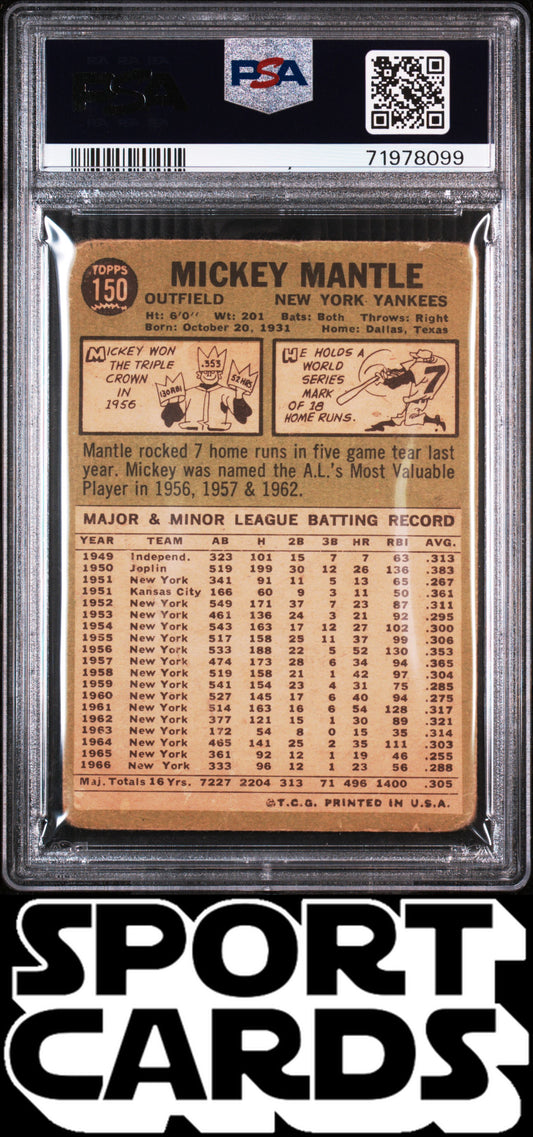 PSA
PSA
71978099
TOPPS
150
MICKEY MANTLE
OUTFIELD NEW YORK YANKEES
Ht: 6'0" Wt: 201 Bats: Both Throws: Right
Born: October 20, 1931 Home: Dallas, Texas
MICKEY WON
THE TRIPLE
CROWN
IN
1956
.353
130RBI
52HRS
HE HOLDS A
WORLD
SERIES
MARK
OF 18
HOME RUNS.
7
Mantle rocked 7 home runs in five game tear last
year. Mickey was named the A.L.'s Most Valuable
Player in 1956, 1957 & 1962.
MAJOR & MINOR LEAGUE BATTING RECORD
YEAR TEAM AB H 2B 3B HR RBI AVG.
1949 Independ. 323 101 15 7 7 63 .313
1950 Joplin 519 199 30 12 26 136 .383
1951 New York 341 91 11 5 13 65 .267
1951 Kansas City 166 60 9 3 11 50 .361
1952 New York 549 171 37 7 23 87 .311
1953 New York 461 136 24 3 21 92 .295
1954 New York 543 163 17 12 27 102 .300
1955 New York 517 158 25 11 37 99 .306
1956 New York 533 188 22 5 52 130 .353
1957 New York 474 173 28 6 34 94 .365
1958 New York 519 158 21 1 42 97 .304
1959 New York 541 154 23 4 31 75 .285
1960 New York 527 145 17 6 40 94 .275
1961 New York 514 163 16 6 54 128 .317
1962 New York 377 121 15 1 30 89 .321
1963 New York 172 54 8 0 15 35 .314
1964 New York 465 141 25 2 35 111 .303
1965 New York 361 92 12 1 19 46 .255
1966 New York 333 96 12 1 23 56 .288
Maj. Totals 16 Yrs. 7227 2204 313 71 496 1400 .305
©T.C.G. PRINTED IN U.S.A.
SPORT
CARDS